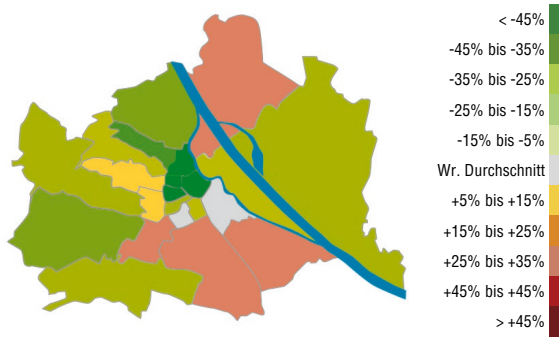 < -45%
-45% bis -35%
-35% bis -25%
-25% bis -15%
-15% bis -5%
Wr. Durchschnitt
+5% bis +15%
+15% bis +25%
+25% bis +35%
+45% bis +45%
> +45%